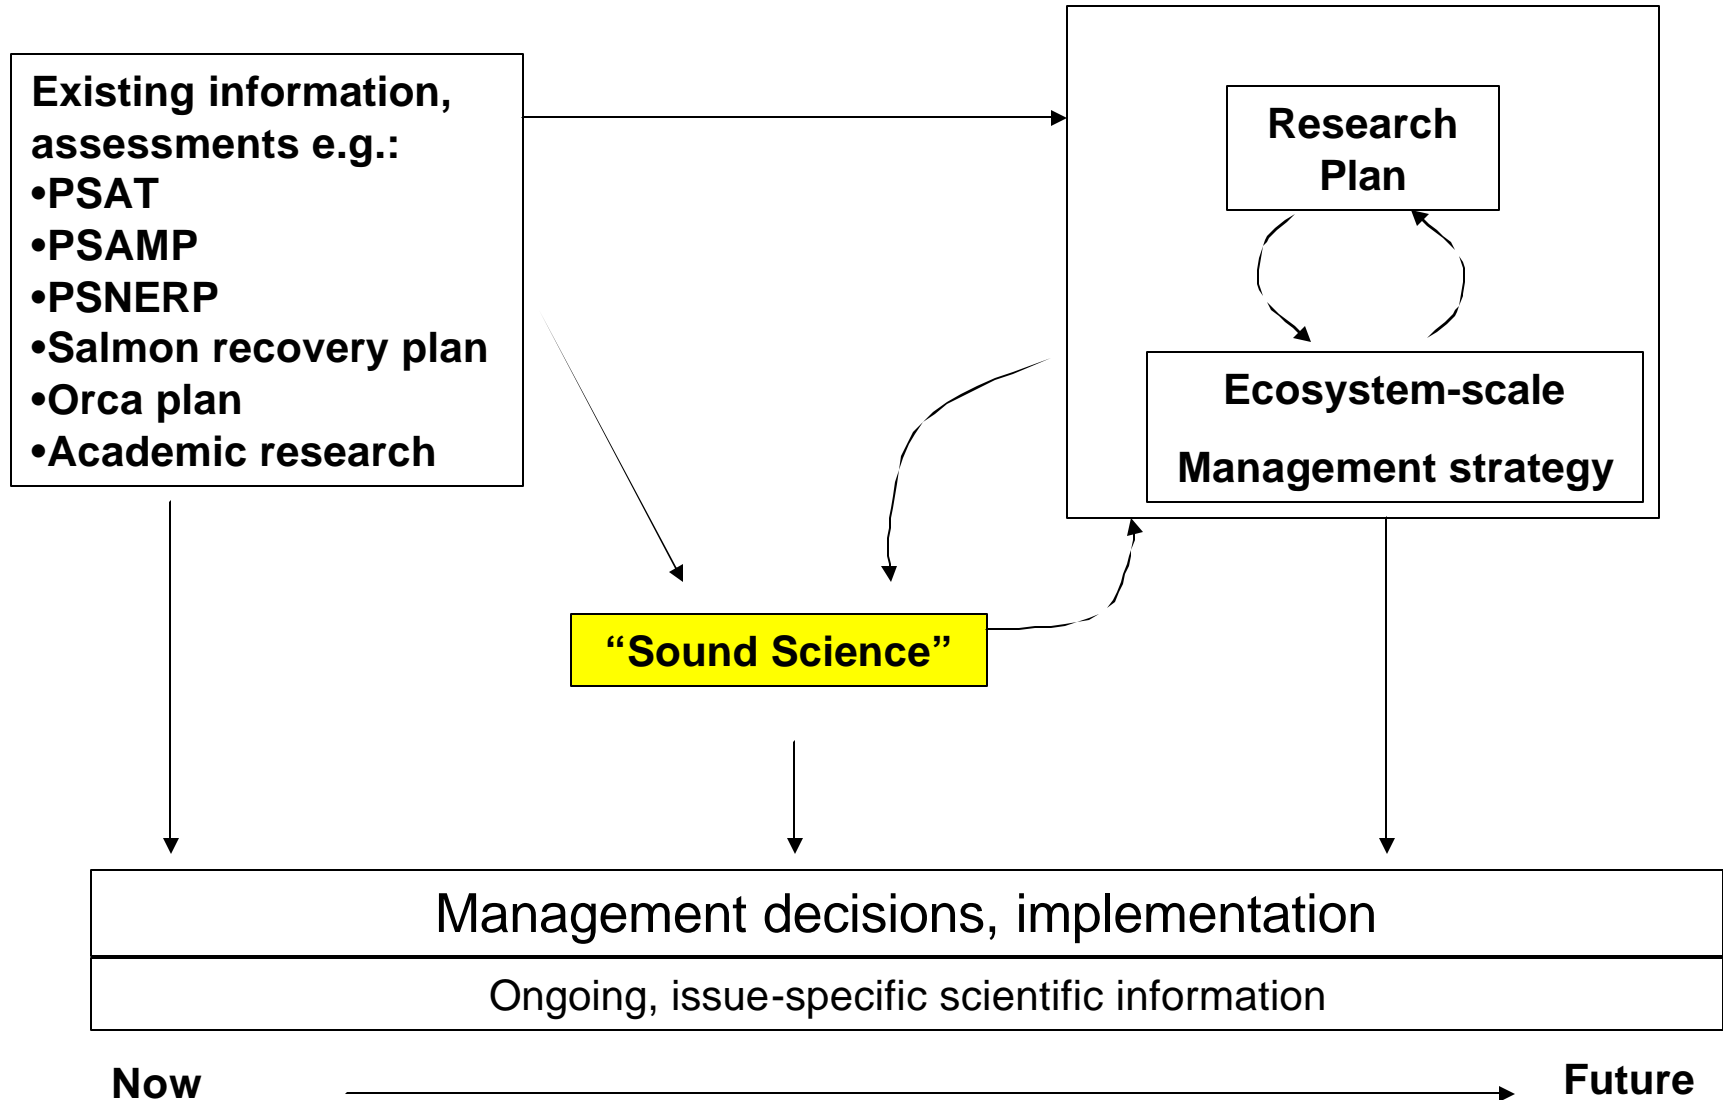 Existing information,
assessments e.g.:
•PSAT
•PSAMP
•PSNERP
•Salmon recovery plan
•Orca plan
•Academic research
Research
Plan
Ecosystem-scale
Management strategy
“Sound Science”
Management decisions, implementation
Ongoing, issue-specific scientific information
Now
Future